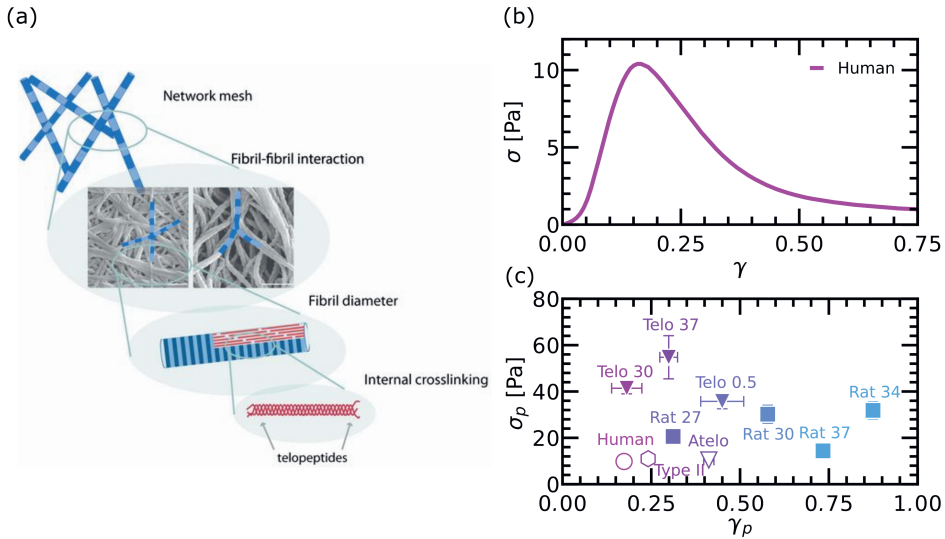 (a)
Network mesh
Fibril-fibril interaction
Fibril diameter
Internal crosslinking
telopeptides
(b)
σ [Pa]
10
5
0
Human
0.00 0.25 0.50 0.75
γ
(c)
σp [Pa]
80
60
40
20
0
Telo 37
Telo 30
Telo 0.5
Rat 34
Rat 27
Rat 30
Rat 37
Human
Atelo
Type II
0.00 0.25 0.50 0.75 1.00
γp